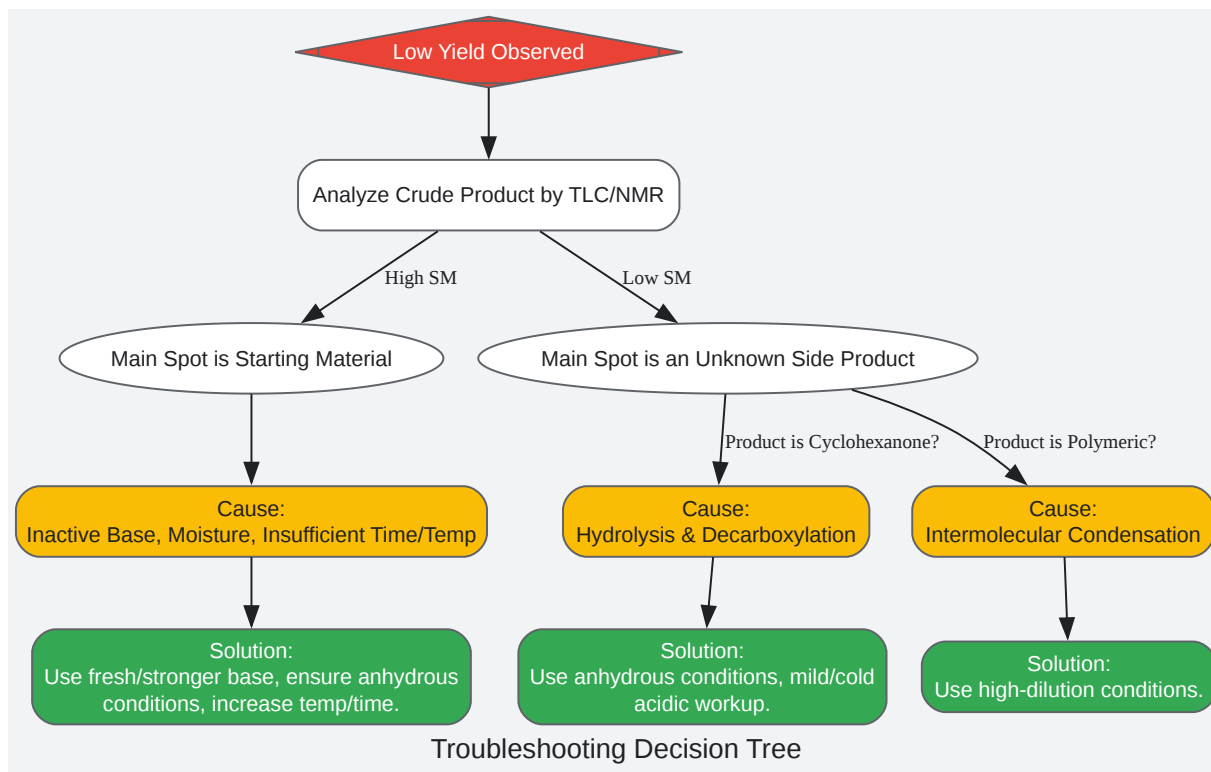 Low Yield Observed
Analyze Crude Product by TLC/NMR
High SM
Low SM
Main Spot is Starting Material
Main Spot is an Unknown Side Product
Product is Cyclohexanone?
Product is Polymeric?
Cause:
Inactive Base, Moisture, Insufficient Time/Temp
Cause:
Hydrolysis & Decarboxylation
Cause:
Intermolecular Condensation
Solution:
Use fresh/stronger base, ensure anhydrous
conditions, increase temp/time.
Solution:
Use anhydrous conditions, mild/cold
acidic workup.
Solution:
Use high-dilution conditions.
Troubleshooting Decision Tree